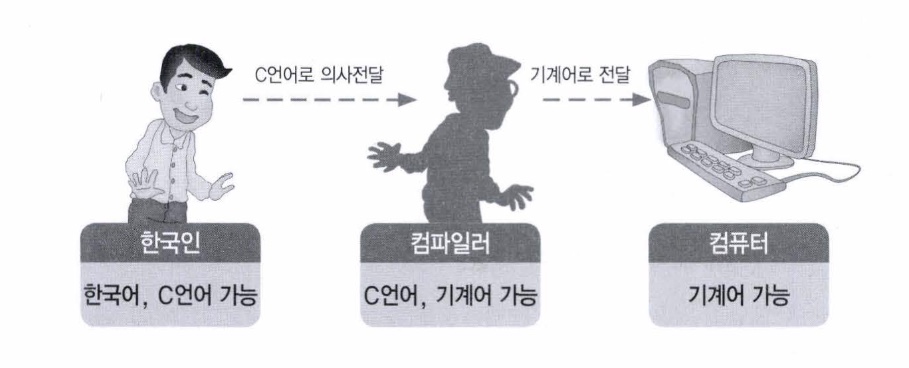 C언어로 의사전달
기계어로 전달
한국인
한국어, C언어 가능
컴파일러
C언어, 기계어 가능
컴퓨터
기계어 가능